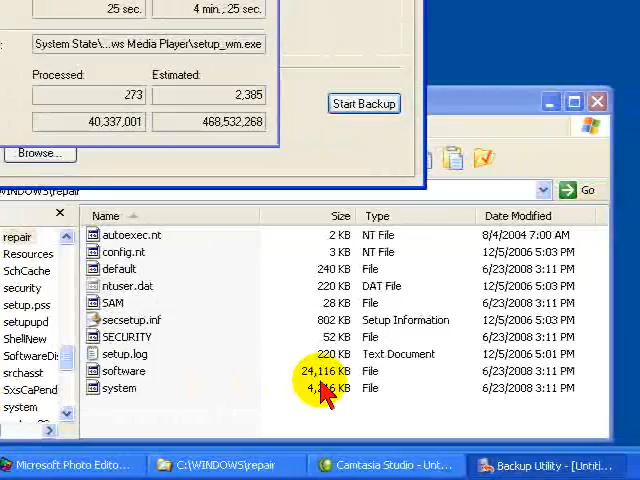 25 sec.
4 min., 25 sec.
System State\...ws Media Player\setup_wm.exe
Processed:
Estimated:
273
2,385
Start Backup
40,337,001
468,532,268
Browse...
WINDOWS\repair
Go
Name
Size
Type
Date Modified
repair
Resources
SchCache
security
setup.pss
setupupd
ShellNew
SoftwareDis
srchasst
SxsCaPend
system
autoexec.nt 2 KB NT File 8/4/2004 7:00 AM
config.nt 3 KB NT File 12/5/2006 5:03 PM
default 240 KB File 6/23/2008 3:11 PM
ntuser.dat 220 KB DAT File 12/5/2006 5:03 PM
SAM 28 KB File 6/23/2008 3:11 PM
secsetup.inf 802 KB Setup Information 12/5/2006 5:03 PM
SECURITY 52 KB File 6/23/2008 3:11 PM
setup.log 220 KB Text Document 12/5/2006 5:01 PM
software 24,116 KB File 6/23/2008 3:11 PM
system KB File 6/23/2008 3:11 PM
Microsoft Photo Edito...
C:\WINDOWS\repair
Camtasia Studio - Unt...
Backup Utility - [Untitl...